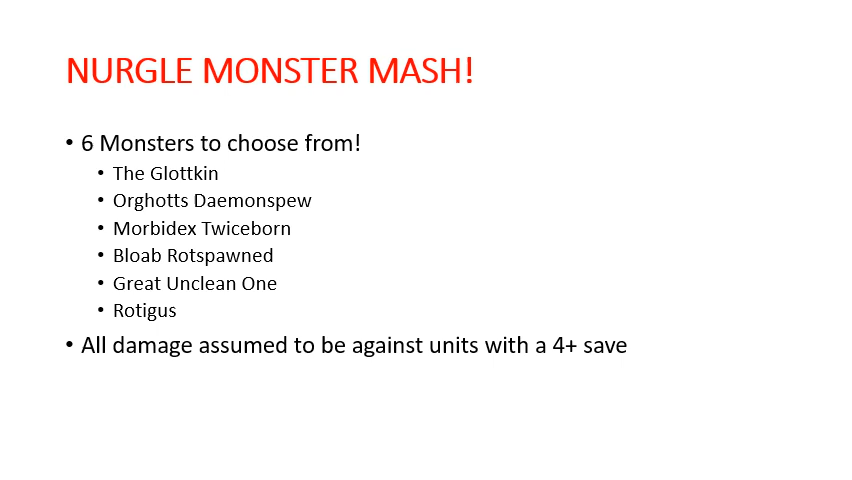 NURGLE MONSTER MASH!
• 6 Monsters to choose from!
• The Glottkin
• Orghotts Daemonspew
• Morbidex Twiceborn
• Bloab Rotspawned
• Great Unclean One
• Rotigus
• All damage assumed to be against units with a 4+ save